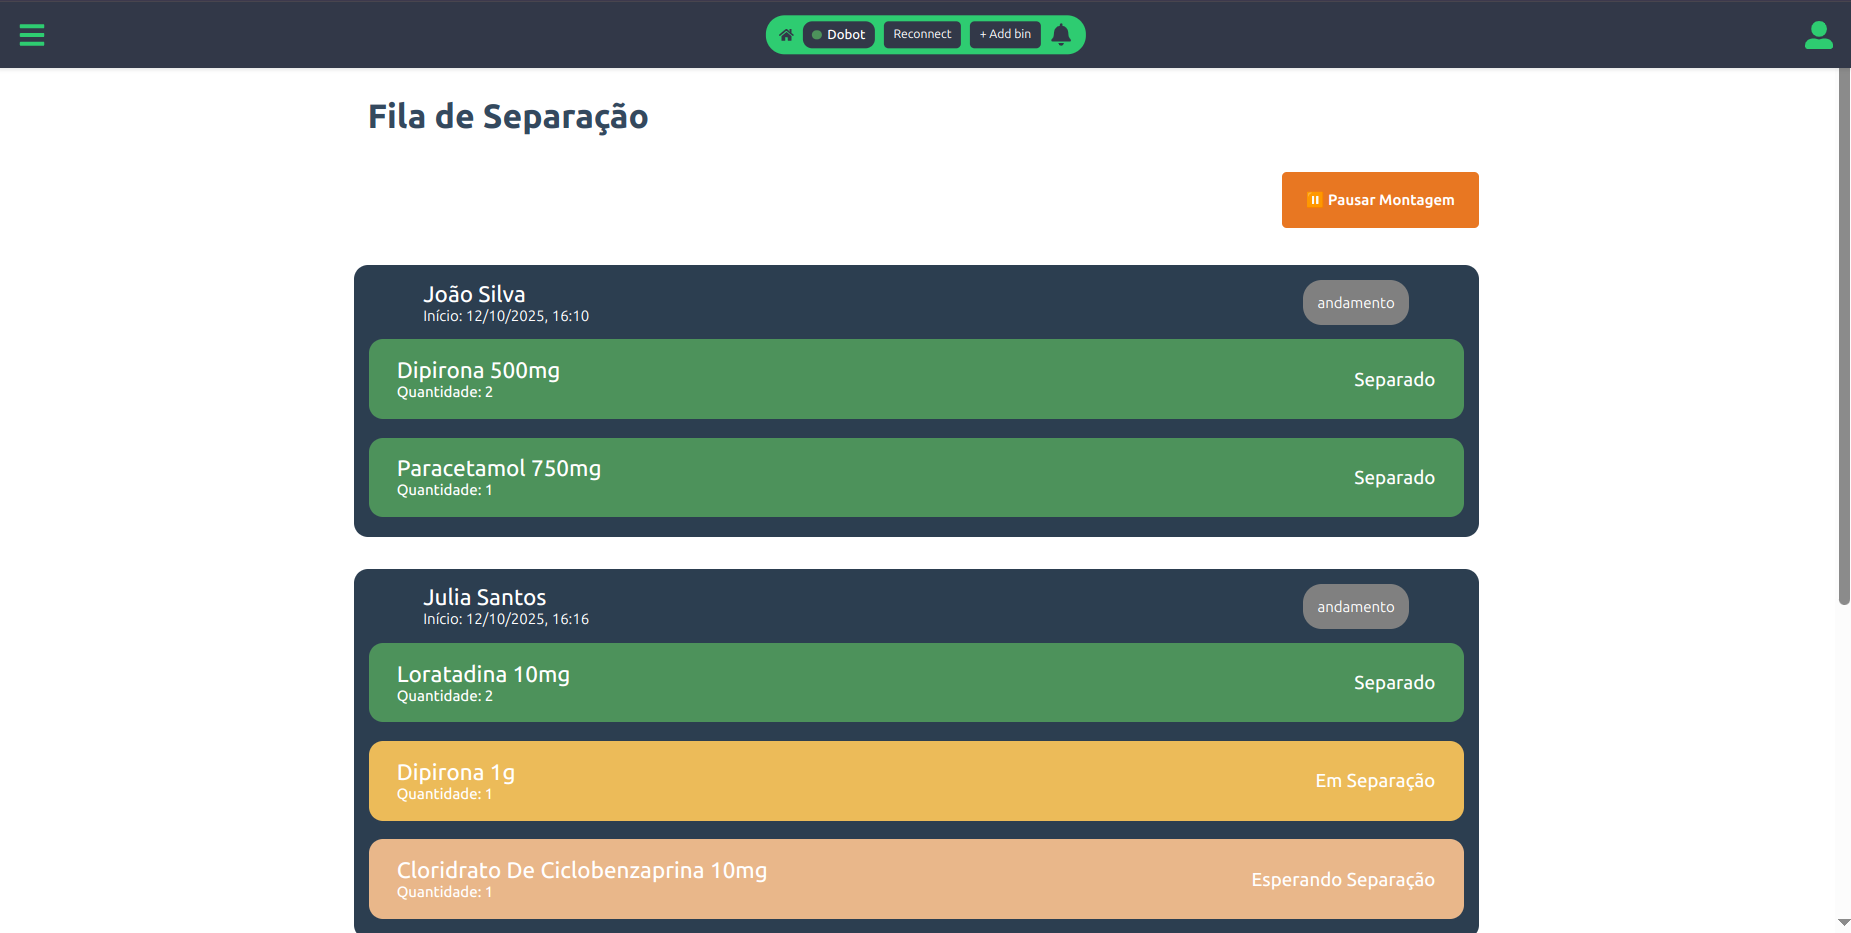 Dobot
Reconnect
+ Add bin
Fila de Separação
Pausar Montagem
João Silva
Início: 12/10/2025, 16:10
andamento
Dipirona 500mg
Quantidade: 2
Separado
Paracetamol 750mg
Quantidade: 1
Separado
Julia Santos
Início: 12/10/2025, 16:16
andamento
Loratadina 10mg
Quantidade: 2
Separado
Dipirona 1g
Quantidade: 1
Em Separação
Cloridrato De Ciclobenzaprina 10mg
Quantidade: 1
Esperando Separação